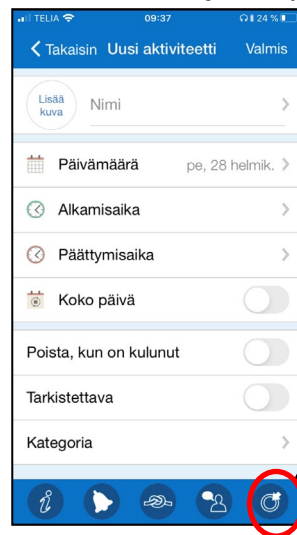 TELIA 09:37 24 %
Takaisin Uusi aktiviteetti Valmis
Lisää
kuva
Nimi
Päivämäärä pe, 28 helmik.
Alkamisaika
Päättymisaika
Koko päivä
Poista, kun on kulunut
Tarkistettava
Kategoria